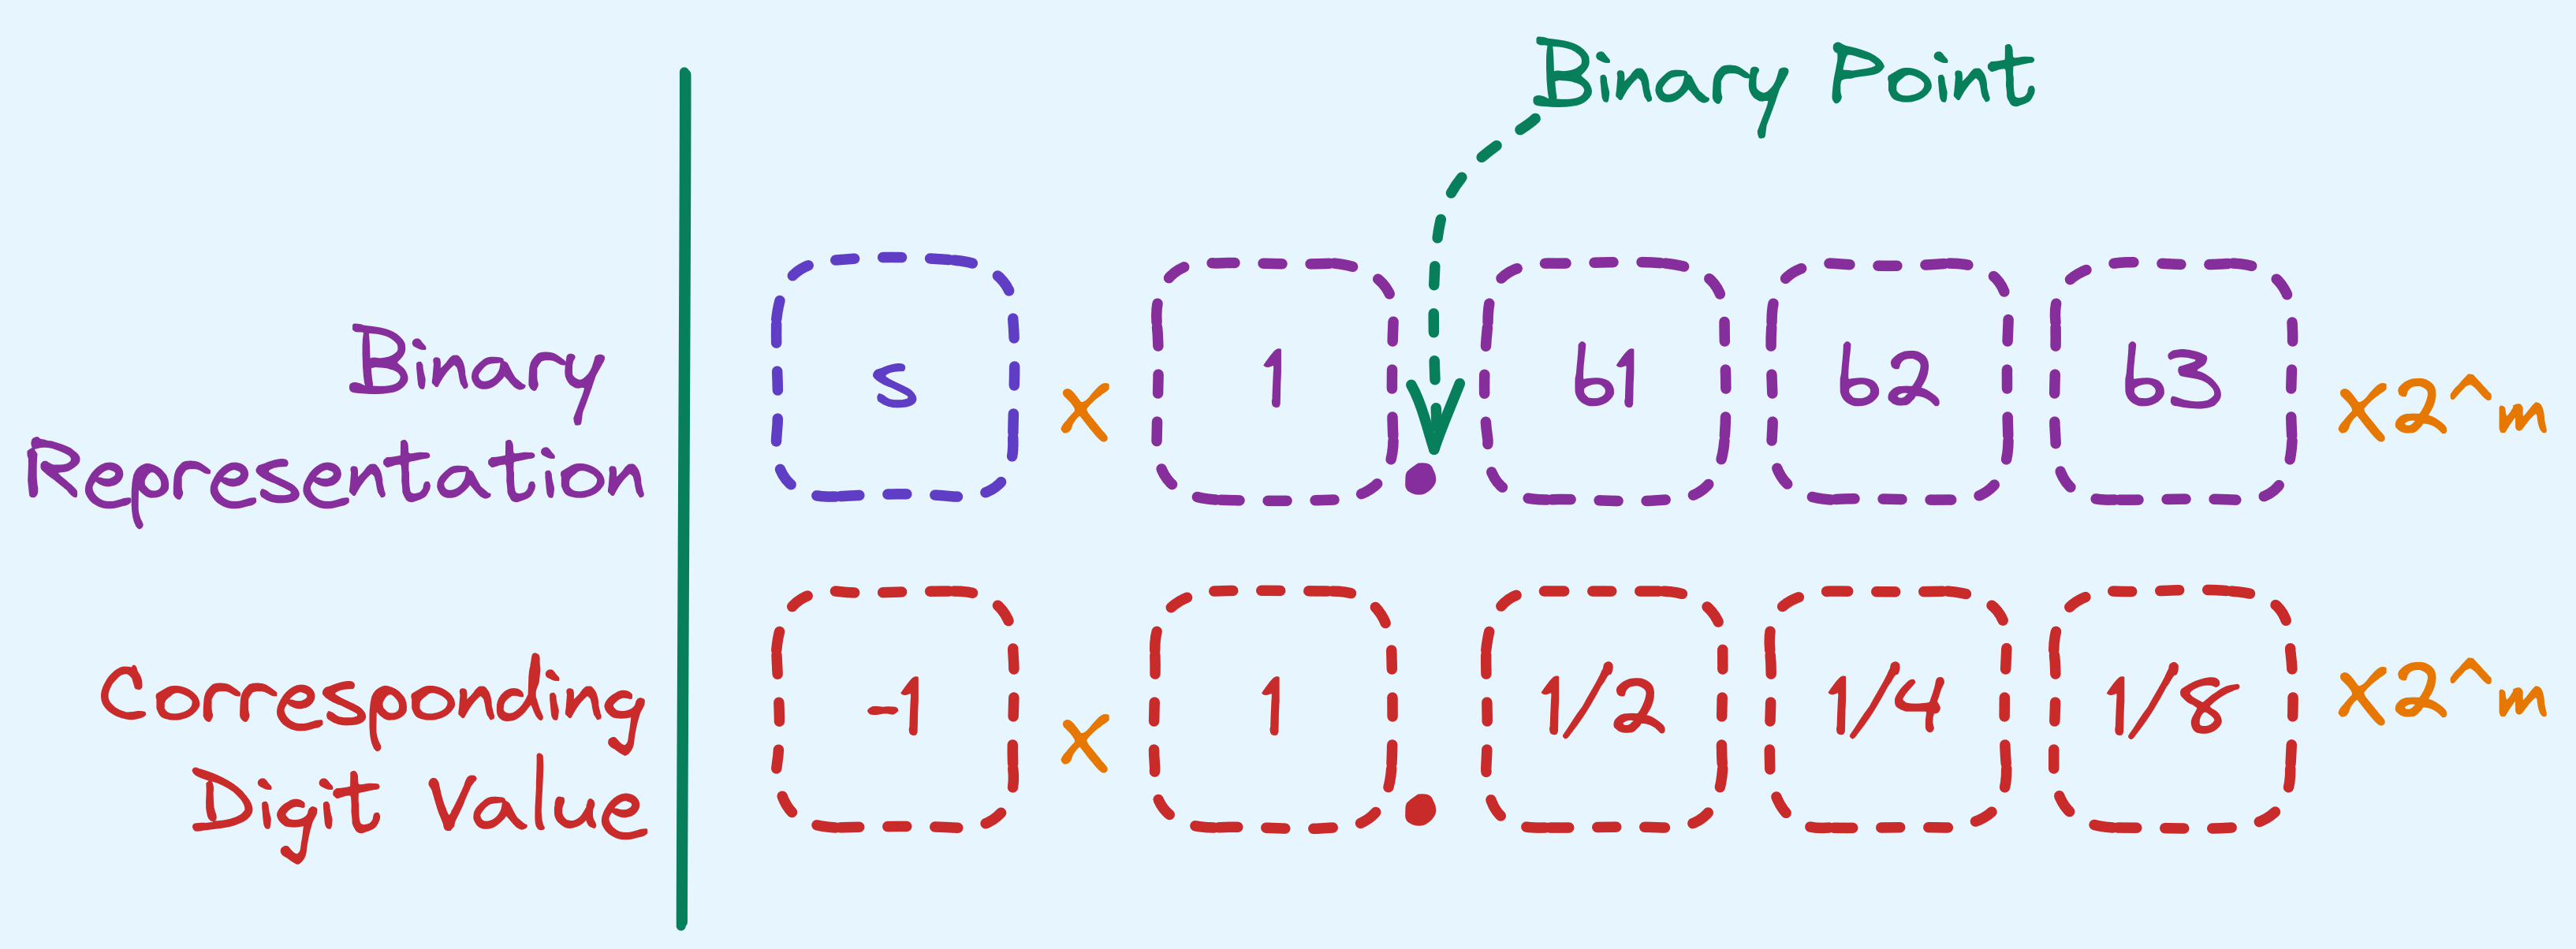 Binary Point
Binary
Representation
s x 1 . b1 b2 b3 x2^m
Corresponding
Digit Value
-1 x 1 . 1/2 1/4 1/8 x2^m